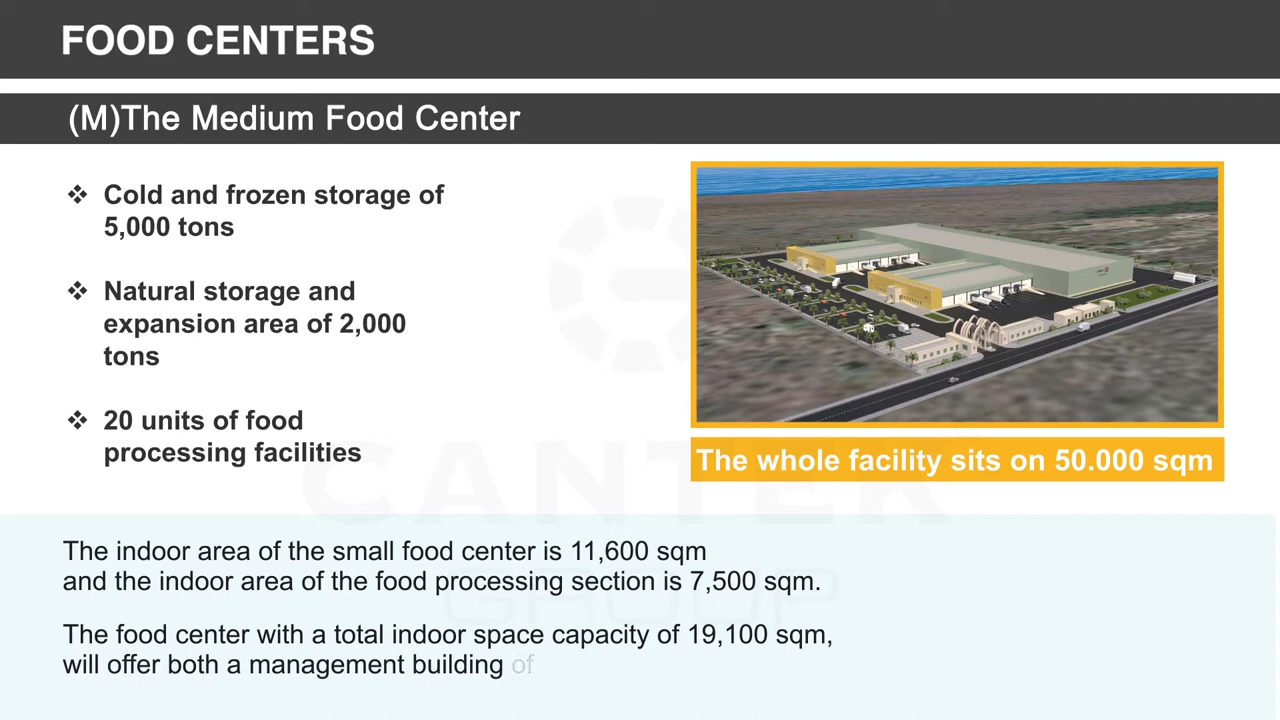 FOOD CENTERS
(M)The Medium Food Center
❖ Cold and frozen storage of
5,000 tons
❖ Natural storage and
expansion area of 2,000
tons
❖ 20 units of food
processing facilities
The whole facility sits on 50.000 sqm
CANTEK
GROUP
The indoor area of the small food center is 11,600 sqm
and the indoor area of the food processing section is 7,500 sqm.
The food center with a total indoor space capacity of 19,100 sqm,
will offer both a management building of